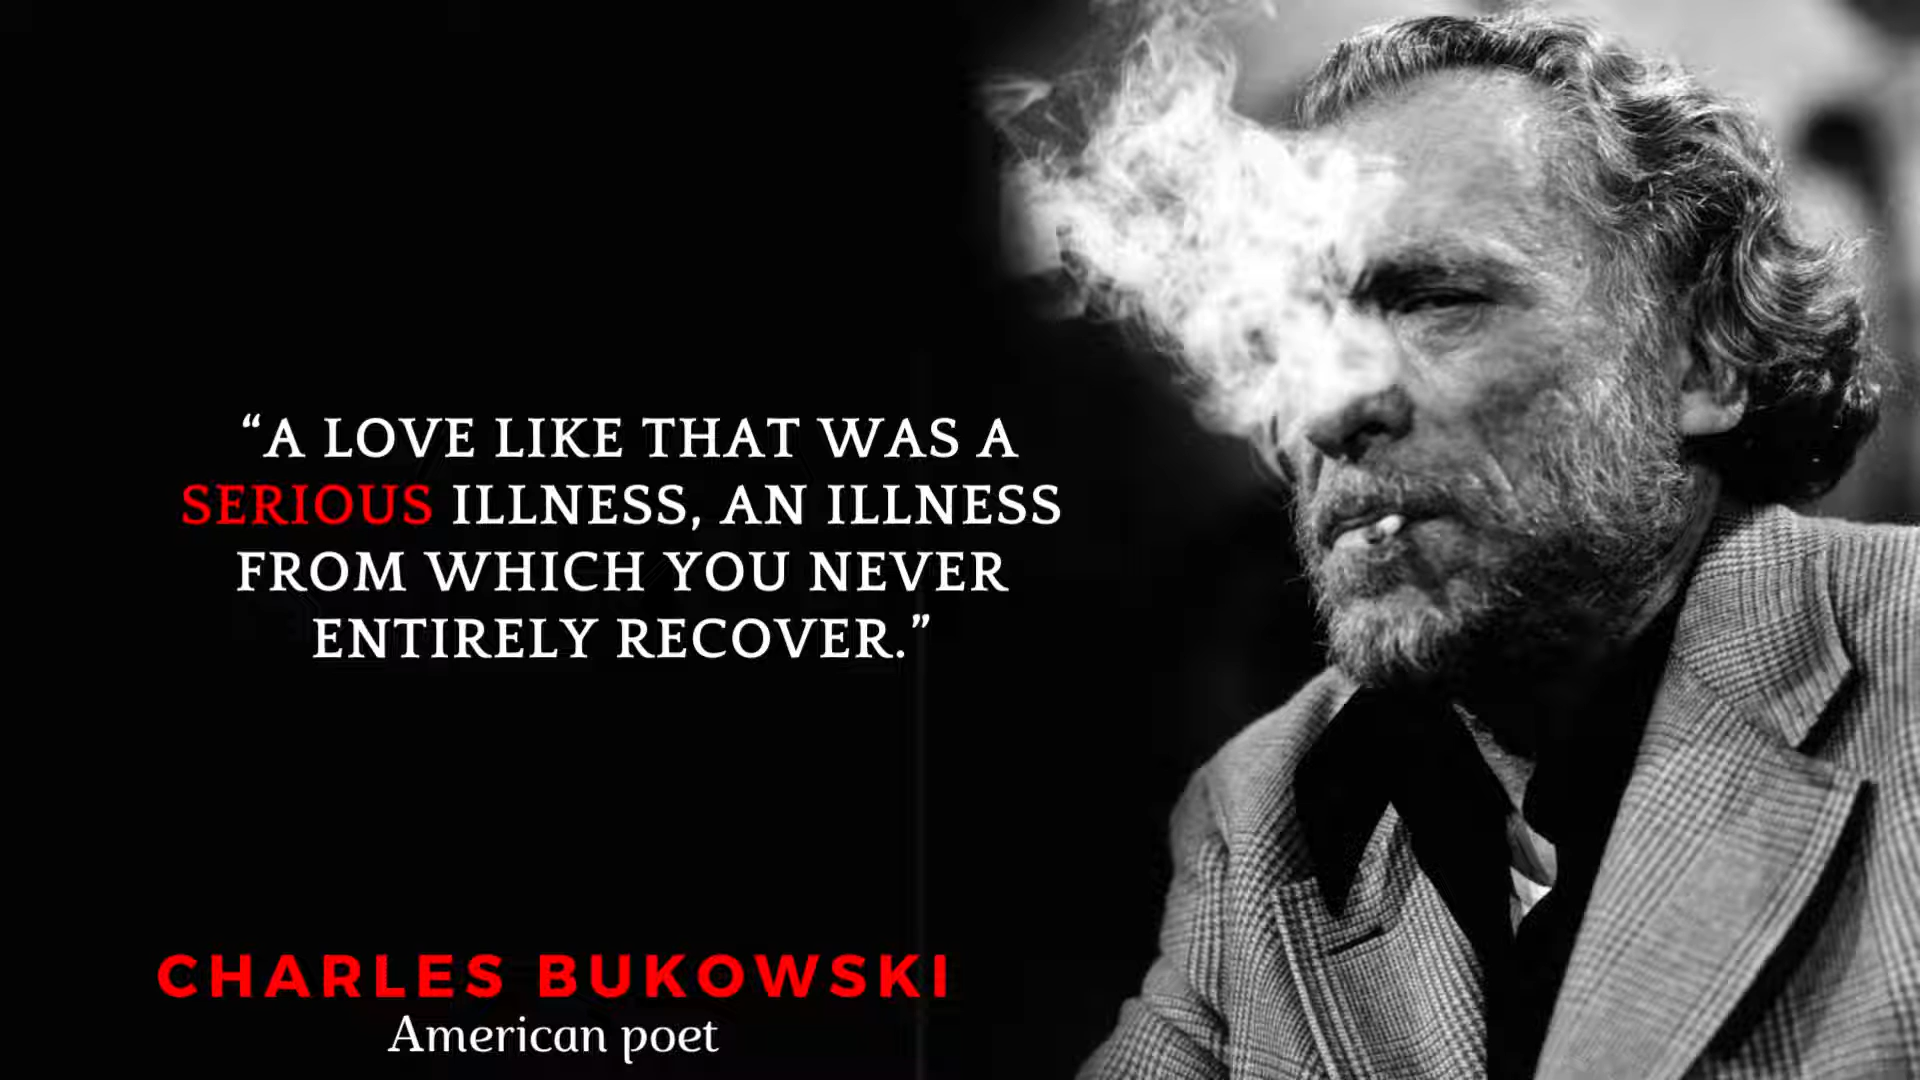 “A LOVE LIKE THAT WAS A
SERIOUS ILLNESS, AN ILLNESS
FROM WHICH YOU NEVER
ENTIRELY RECOVER.”
CHARLES BUKOWSKI
American poet